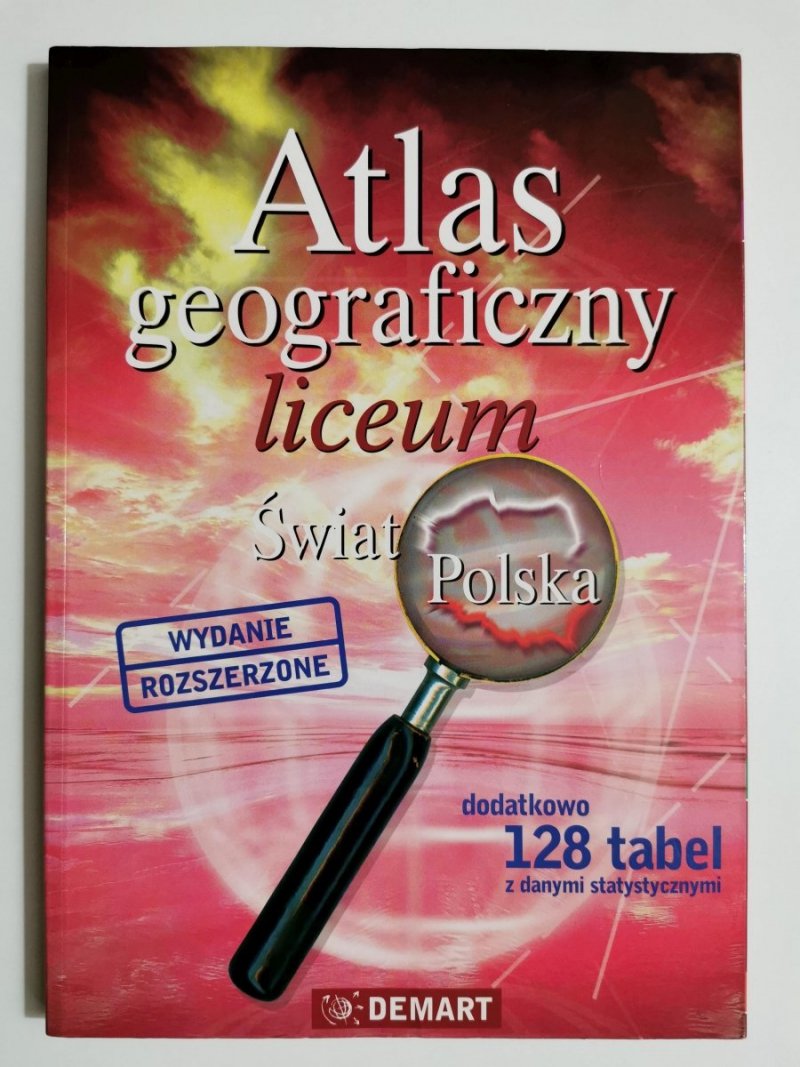 Atlas
geograficzny
liceum
Świat
Polska
WYDANIE
ROZSZERZONE
dodatkowo
128 tabel
z danymi statystycznymi
DEMART